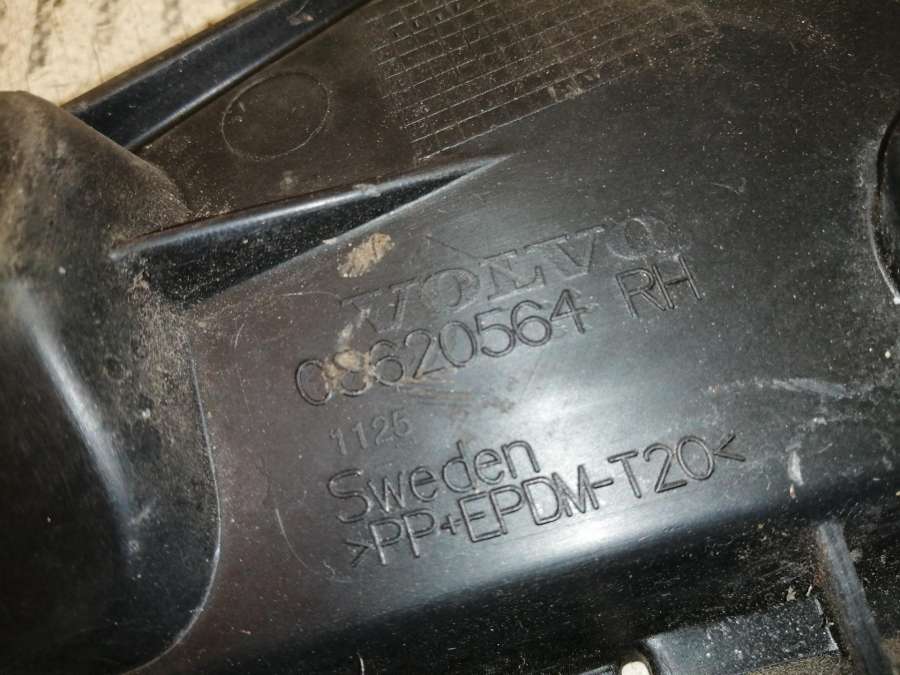 VOLVO
08620564 RH
1125
Sweden
>PP+EPDM-T20<